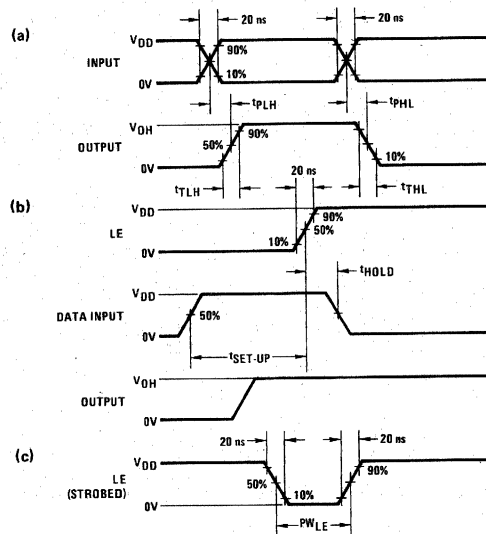 (a)
20 ns
20 ns
VDD
90%
INPUT
10%
0V
tPLH
tPHL
VOH
90%
50%
OUTPUT
10%
0V
tTLH
20 ns
tTHL
(b)
VDD
90%
LE
50%
10%
0V
tHOLD
VDD
DATA INPUT
50%
0V
tSET-UP
VOH
OUTPUT
0V
(c)
20 ns
20 ns
VDD
90%
LE
50%
(STROBED)
10%
0V
PWLE